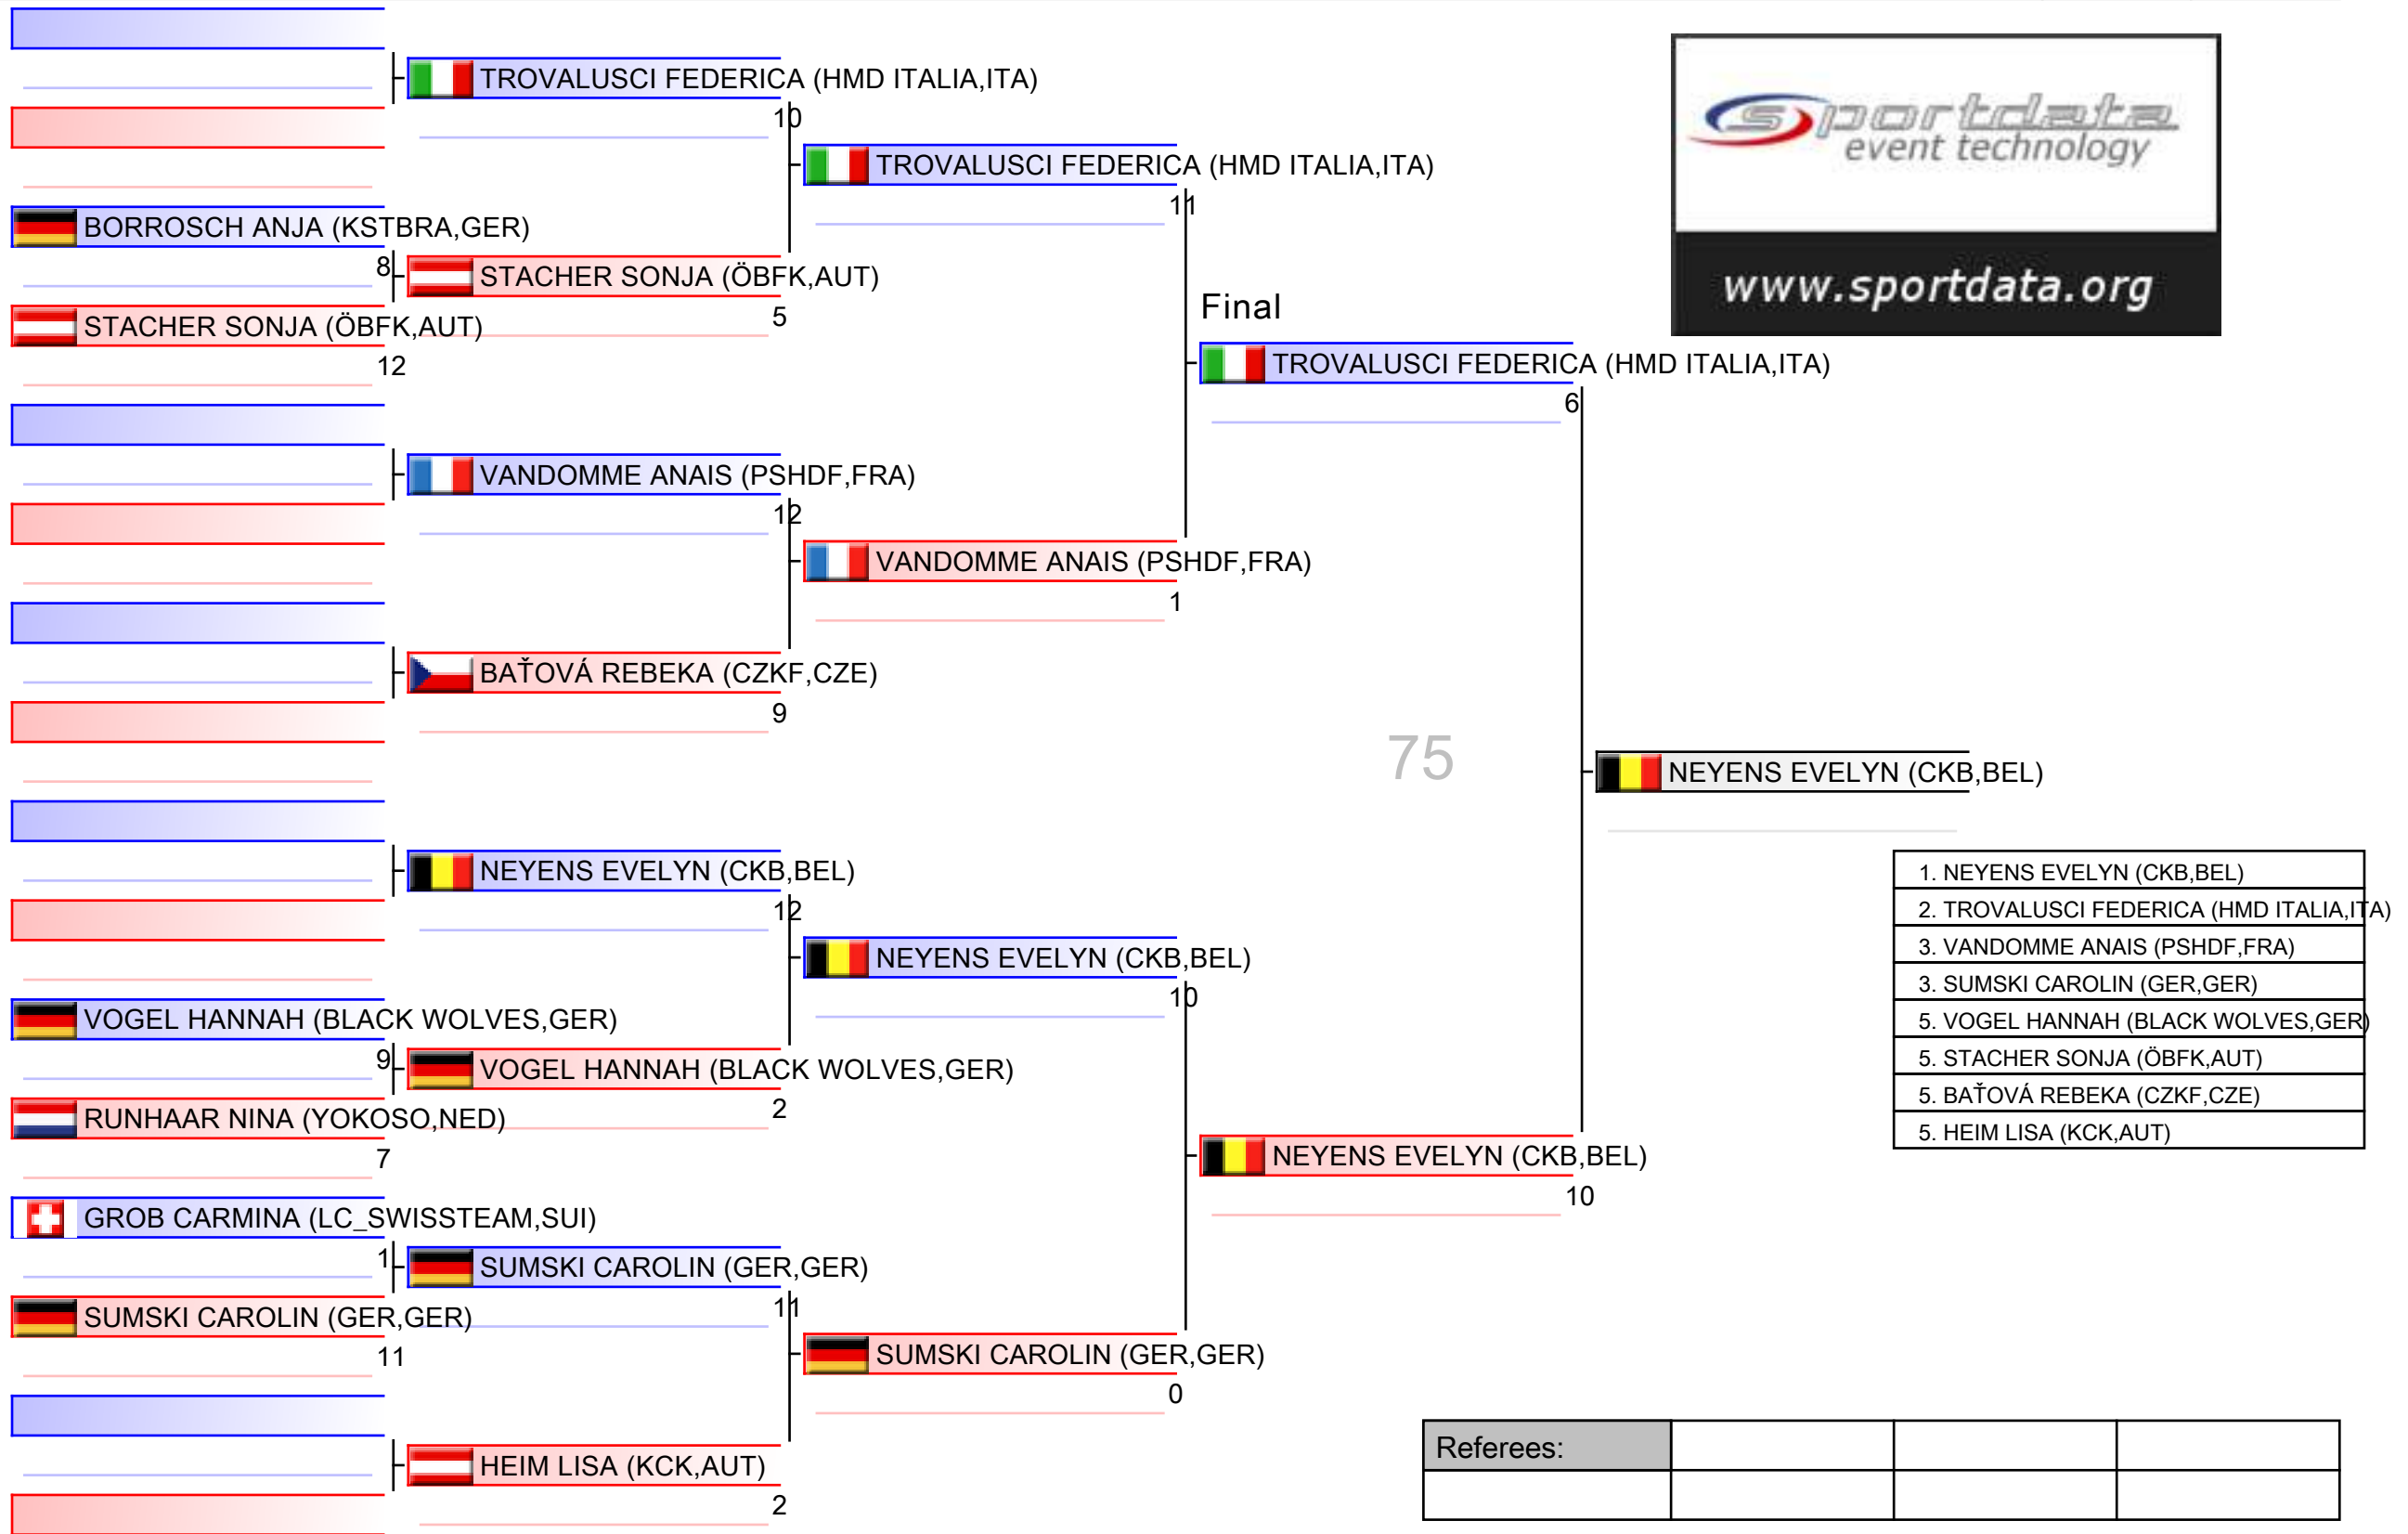 TROVALUSCI FEDERICA (HMD ITALIA,ITA)
10
BORROSCH ANJA (KSTBRA,GER)
8
STACHER SONJA (ÖBFK,AUT)
12
STACHER SONJA (ÖBFK,AUT)
5
TROVALUSCI FEDERICA (HMD ITALIA,ITA)
11
VANDOMME ANAIS (PSHDF,FRA)
12
BAŤOVÁ REBEKA (CZKF,CZE)
9
VANDOMME ANAIS (PSHDF,FRA)
1
Final
TROVALUSCI FEDERICA (HMD ITALIA,ITA)
6
NEYENS EVELYN (CKB,BEL)
12
VOGEL HANNAH (BLACK WOLVES,GER)
9
RUNHAAR NINA (YOKOSO,NED)
7
VOGEL HANNAH (BLACK WOLVES,GER)
2
NEYENS EVELYN (CKB,BEL)
10
GROB CARMINA (LC_SWISSTEAM,SUI)
1
SUMSKI CAROLIN (GER,GER)
11
SUMSKI CAROLIN (GER,GER)
11
HEIM LISA (KCK,AUT)
2
SUMSKI CAROLIN (GER,GER)
0
NEYENS EVELYN (CKB,BEL)
10
75
NEYENS EVELYN (CKB,BEL)
sportdata
event technology
www.sportdata.org
1. NEYENS EVELYN (CKB,BEL)
2. TROVALUSCI FEDERICA (HMD ITALIA,ITA)
3. VANDOMME ANAIS (PSHDF,FRA)
3. SUMSKI CAROLIN (GER,GER)
5. VOGEL HANNAH (BLACK WOLVES,GER)
5. STACHER SONJA (ÖBFK,AUT)
5. BAŤOVÁ REBEKA (CZKF,CZE)
5. HEIM LISA (KCK,AUT)
Referees: